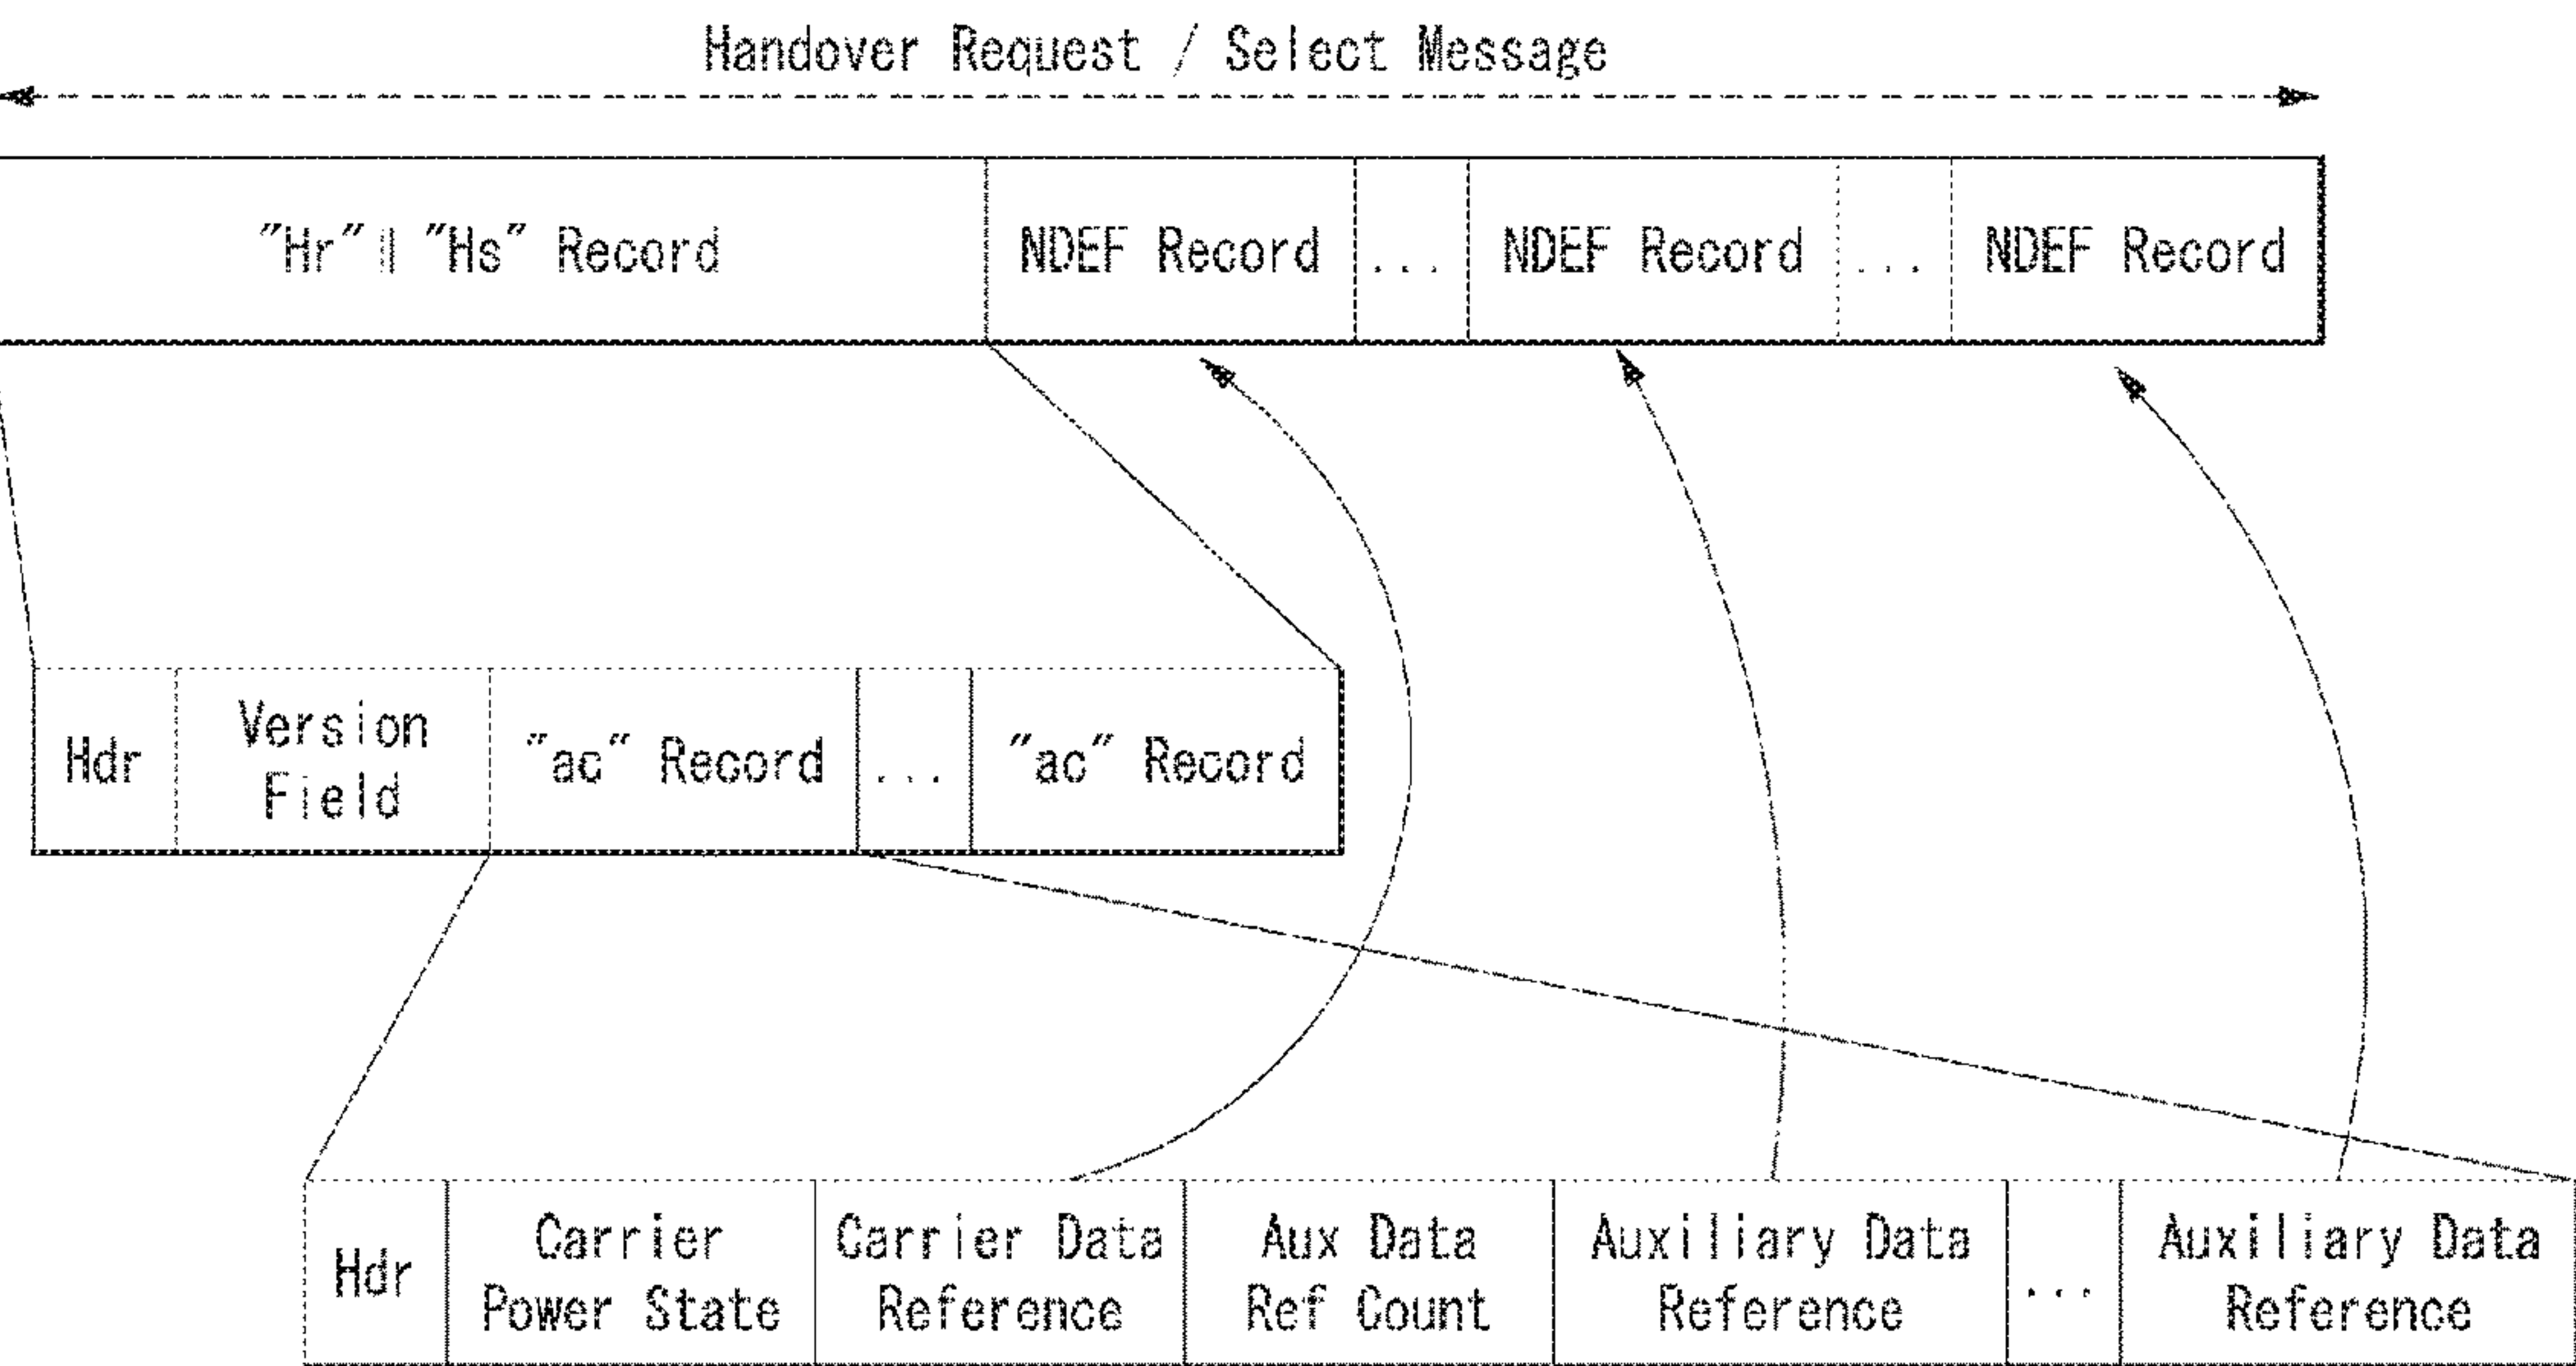 Handover Request / Select Message
"Hr" || "Hs" Record NDEF Record ... NDEF Record ... NDEF Record
Hdr
Version
Field
"ac" Record
...
"ac" Record
Hdr
Carrier
Power State
Carrier Data
Reference
Aux Data
Ref Count
Auxiliary Data
Reference
...
Auxiliary Data
Reference